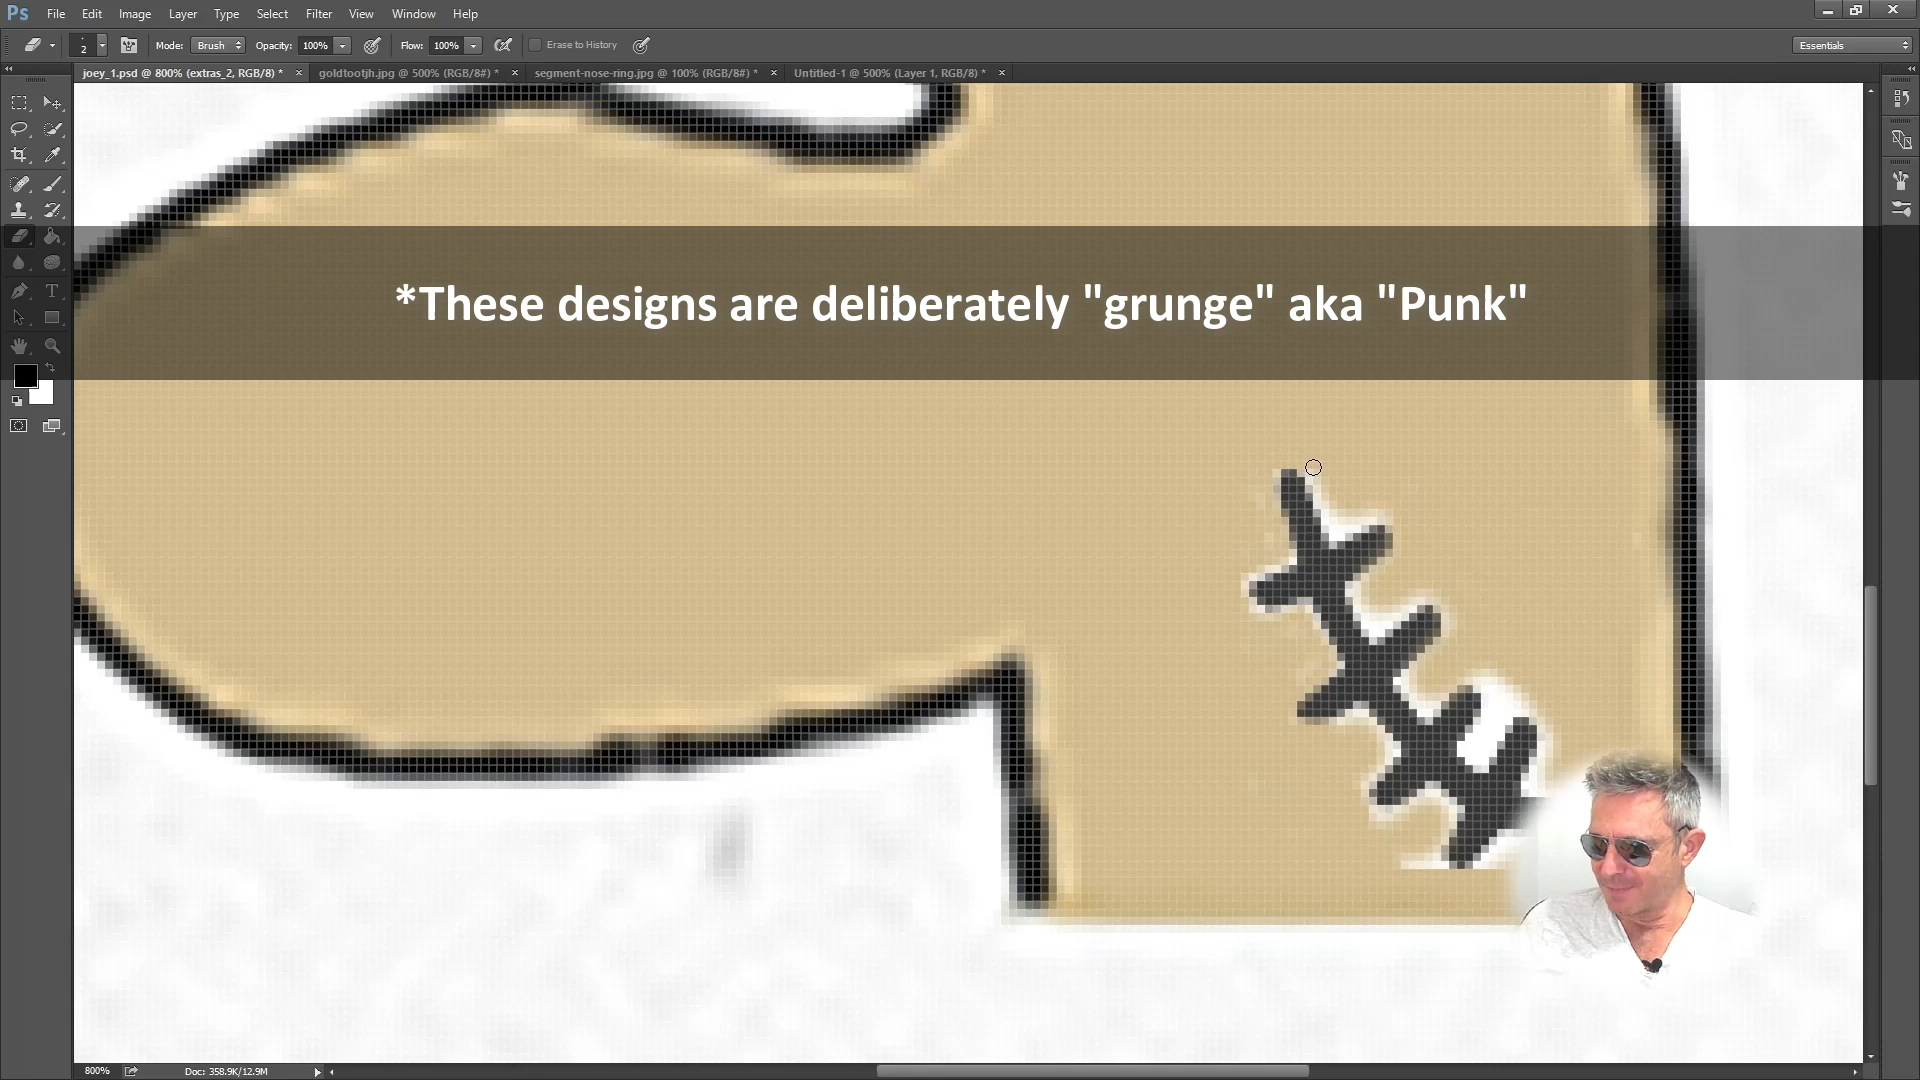 Ps File Edit Image Layer Type Select Filter View Window Help
2 Mode: Brush Opacity: 100% Flow: 100% Erase to History Essentials
joey_1.psd @ 800% (extras_2, RGB/8) * × goldtootjh.jpg @ 500% (RGB/8#) * × segment-nose-ring.jpg @ 100% (RGB/8#) * × Untitled-1 @ 500% (Layer 1, RGB/8) * ×
*These designs are deliberately "grunge" aka "Punk"
800% Doc: 358.9K/12.9M